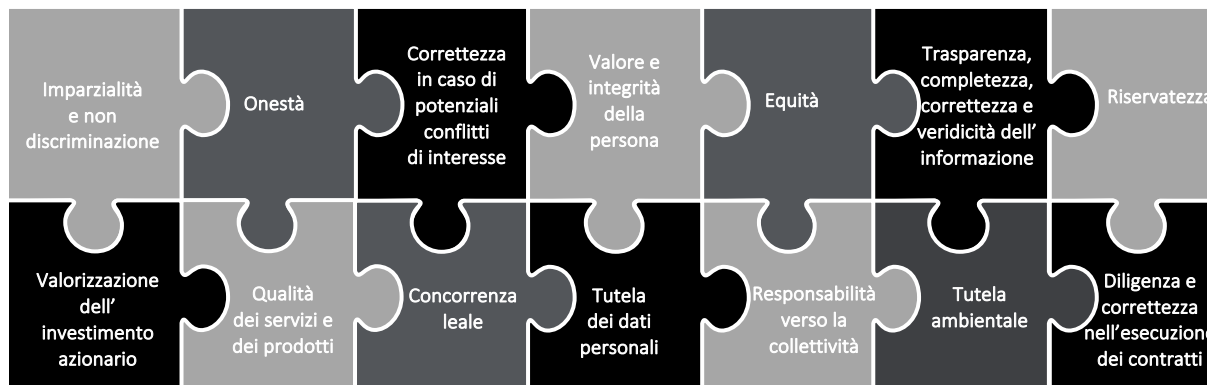 Imparzialità
e non
discriminazione
Onestà
Correttezza
in caso di
potenziali
conflitti
di interesse
Valore e
integrità
della
persona
Equità
Trasparenza,
completezza,
correttezza e
veridicità dell’
informazione
Riservatezza
Valorizzazione
dell’
investimento
azionario
Qualità
dei servizi e
dei prodotti
Concorrenza
leale
Tutela
dei dati
personali
Responsabilità
verso la
collettività
Tutela
ambientale
Diligenza e
correttezza
nell’esecuzione
dei contratti